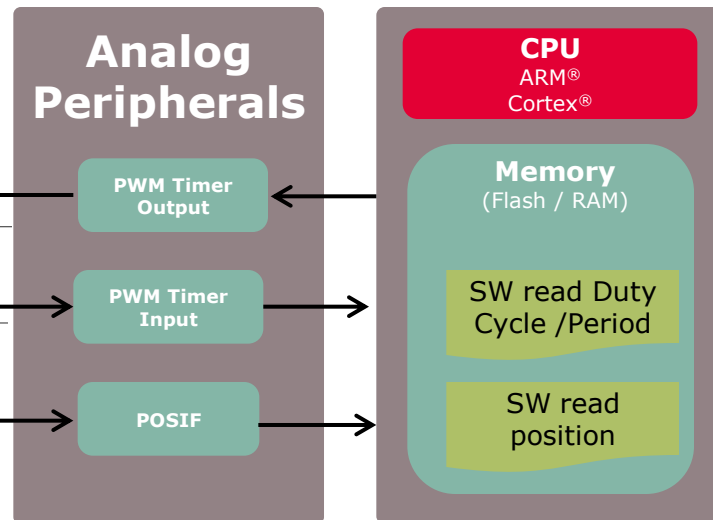 Analog
Peripherals
PWM Timer
Output
PWM Timer
Input
POSIF
CPU
ARM®
Cortex®
Memory
(Flash / RAM)
SW read Duty
Cycle /Period
SW read
position